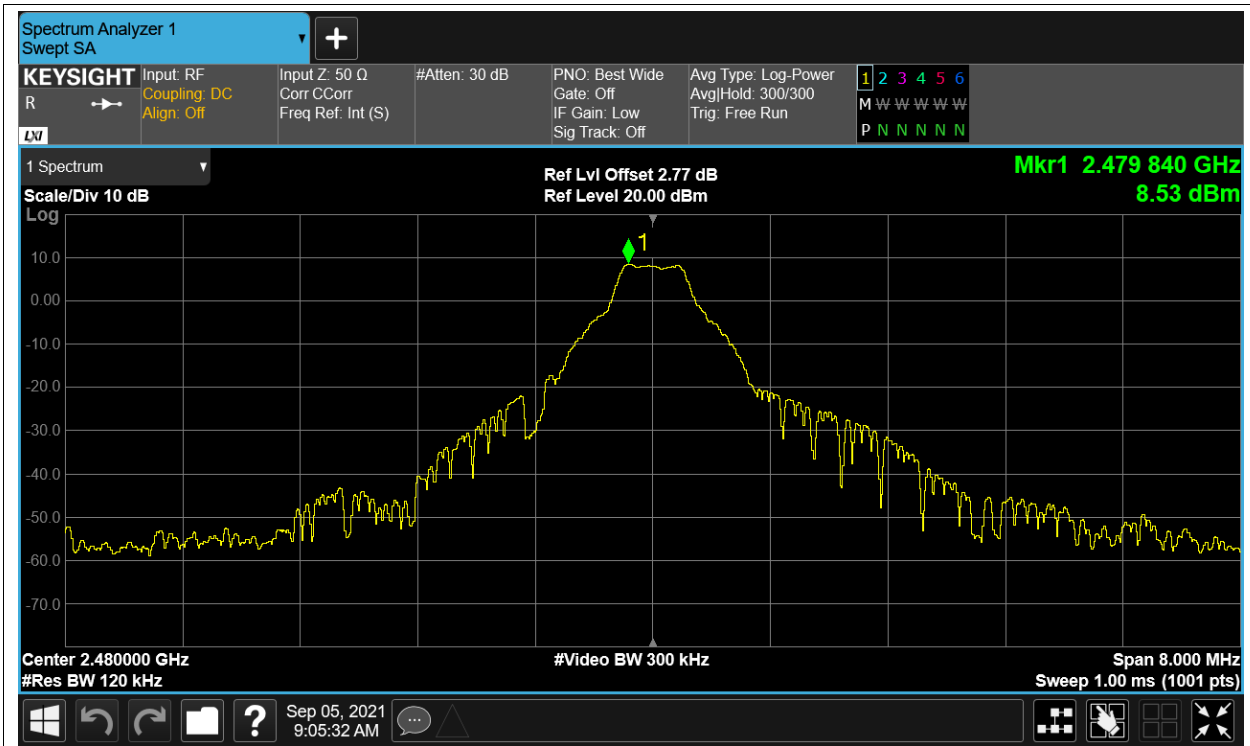 Spectrum Analyzer 1
Swept SA
KEYSIGHT
R
LXI
Input: RF
Coupling: DC
Align: Off
Input Z: 50 Ω
Corr CCorr
Freq Ref: Int (S)
#Atten: 30 dB
PNO: Best Wide
Gate: Off
IF Gain: Low
Sig Track: Off
Avg Type: Log-Power
Avg|Hold: 300/300
Trig: Free Run
1 2 3 4 5 6
M W W W W W
P N N N N N
1 Spectrum
Scale/Div 10 dB
Log
Ref Lvl Offset 2.77 dB
Ref Level 20.00 dBm
Mkr1 2.479 840 GHz
8.53 dBm
1
10.0
0.00
-10.0
-20.0
-30.0
-40.0
-50.0
-60.0
-70.0
Center 2.480000 GHz
#Res BW 120 kHz
#Video BW 300 kHz
Span 8.000 MHz
Sweep 1.00 ms (1001 pts)
?
Sep 05, 2021
9:05:32 AM